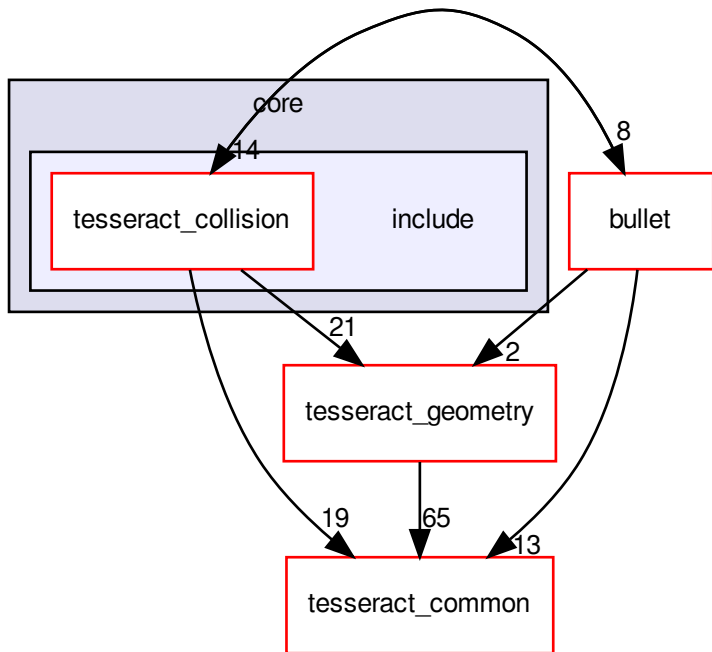 core
8
14
tesseract_collision
include
bullet
21
2
tesseract_geometry
19
65
13
tesseract_common